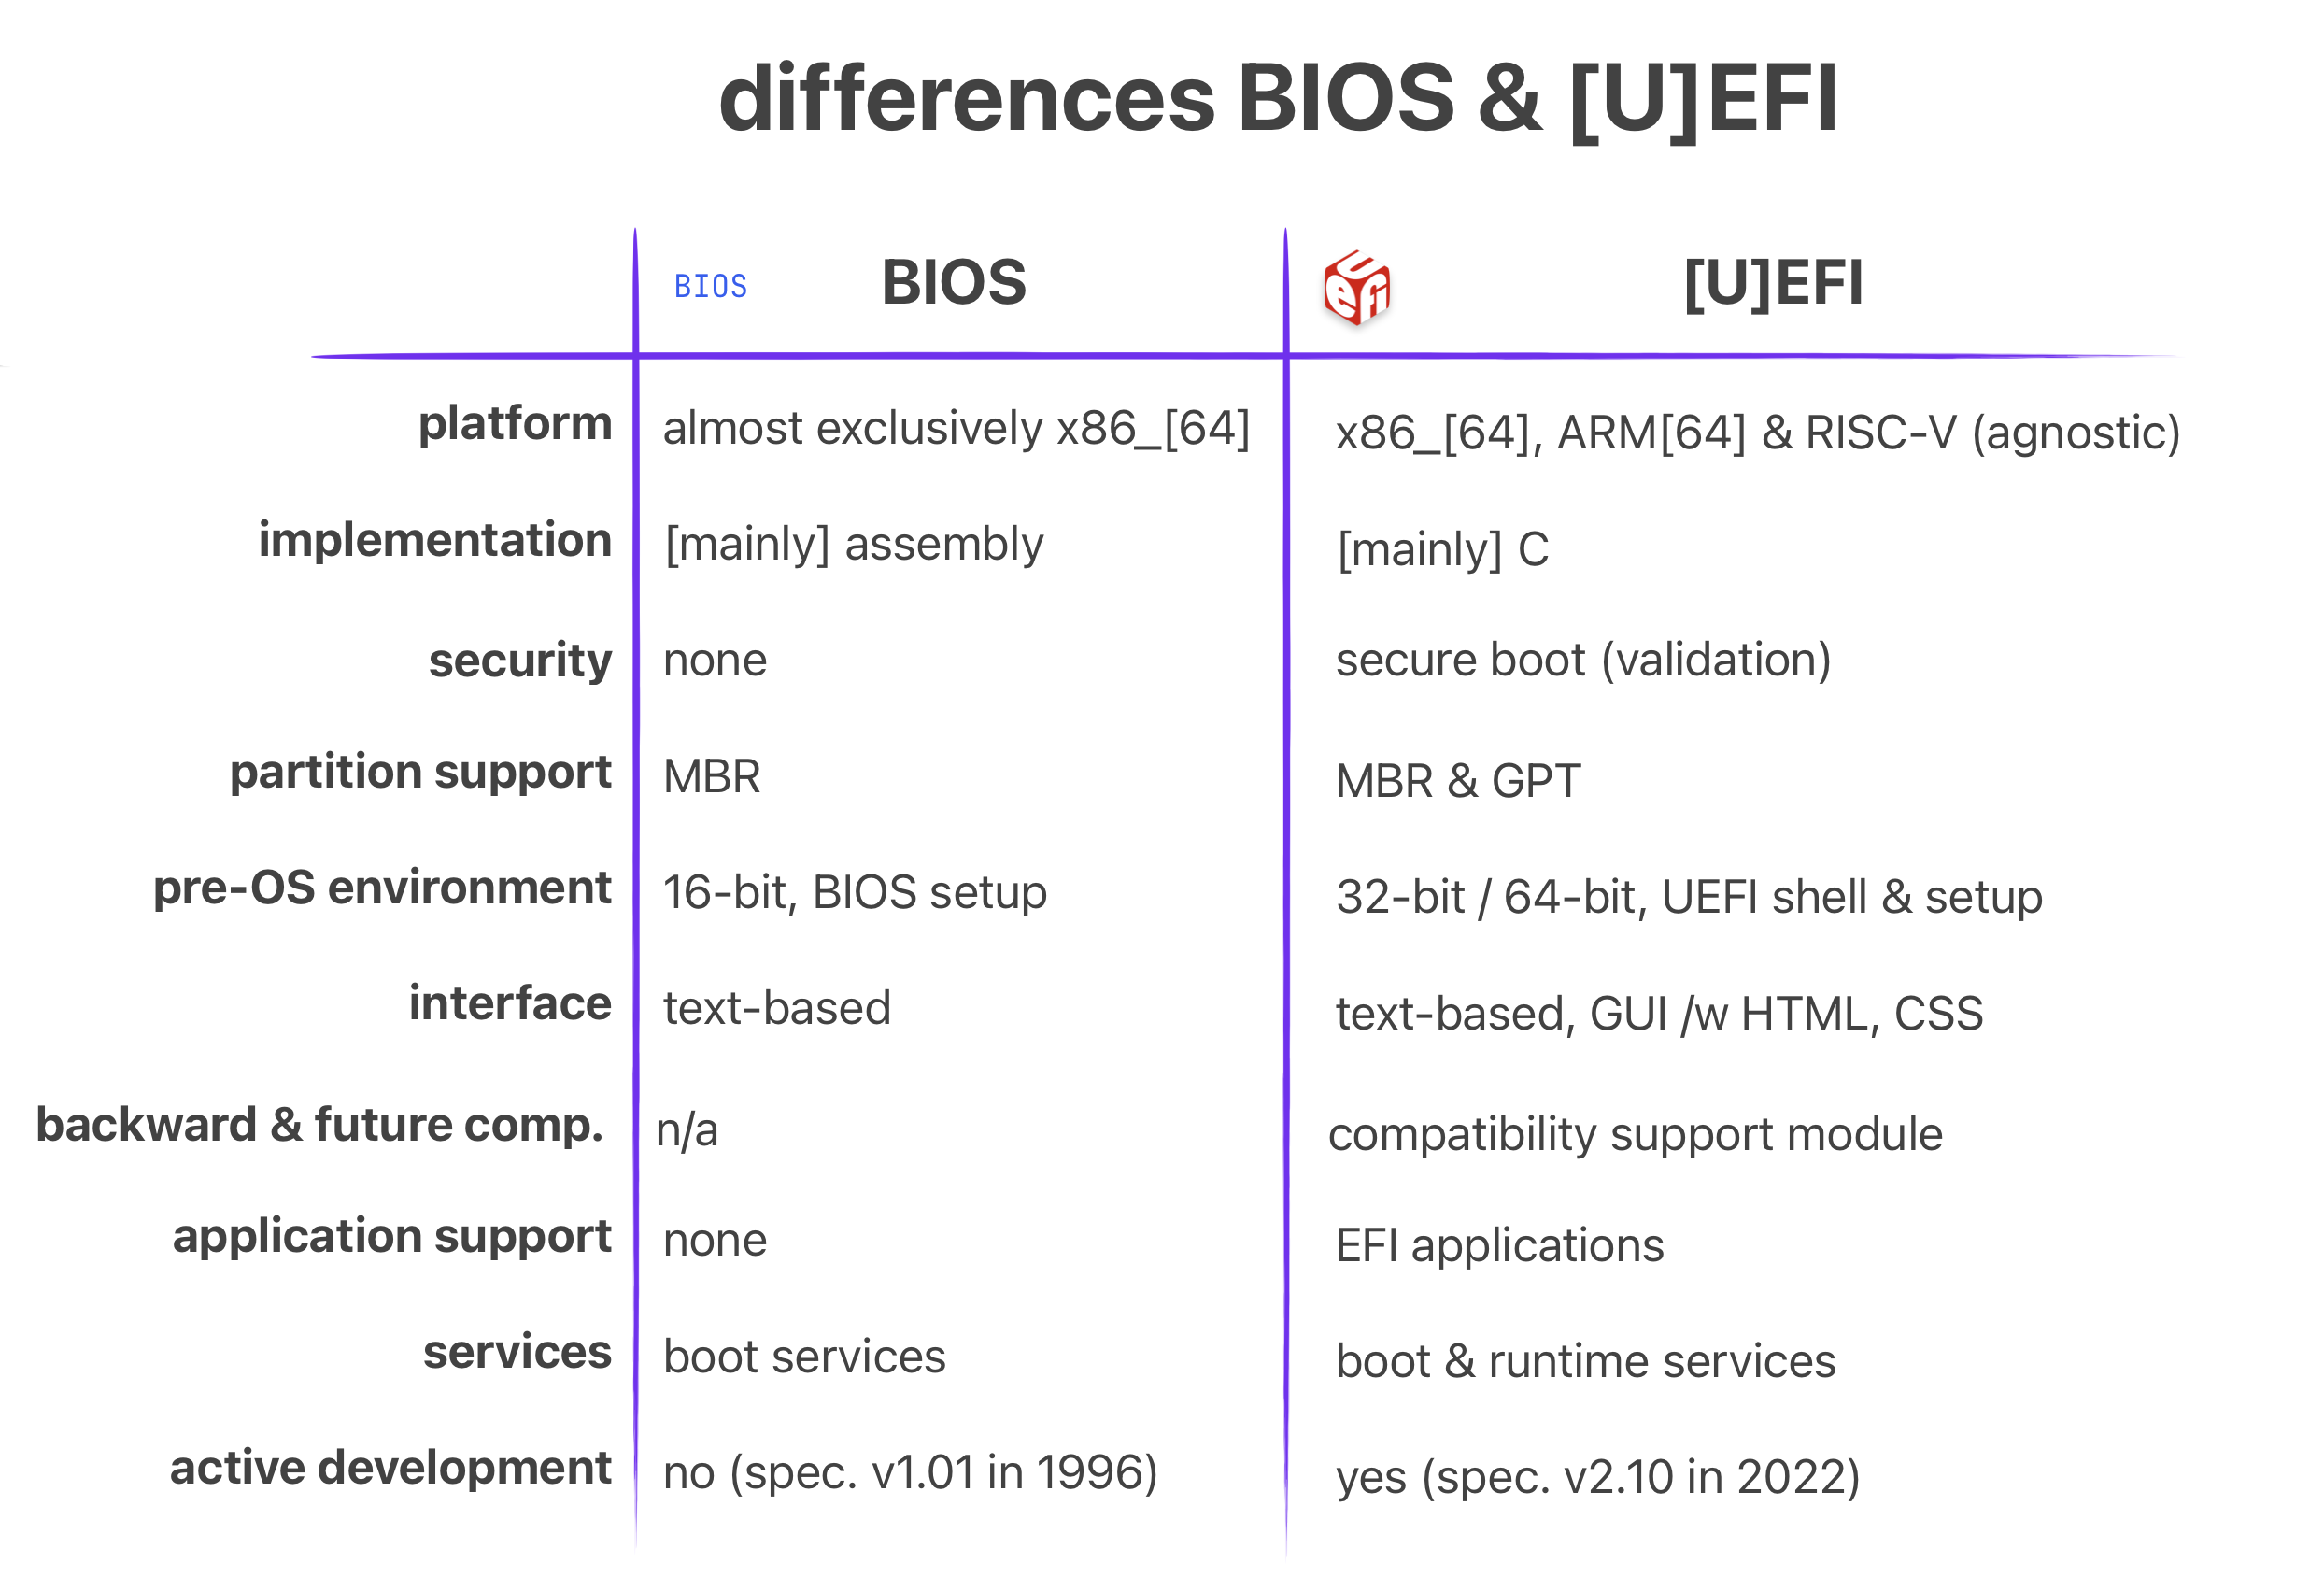 differences BIOS & [U]EFI
BIOS BIOS uefi [U]EFI
platform almost exclusively x86_[64] x86_[64], ARM[64] & RISC-V (agnostic)
implementation [mainly] assembly [mainly] C
security none secure boot (validation)
partition support MBR MBR & GPT
pre-OS environment 16-bit, BIOS setup 32-bit / 64-bit, UEFI shell & setup
interface text-based text-based, GUI /w HTML, CSS
backward & future comp. n/a compatibility support module
application support none EFI applications
services boot services boot & runtime services
active development no (spec. v1.01 in 1996) yes (spec. v2.10 in 2022)